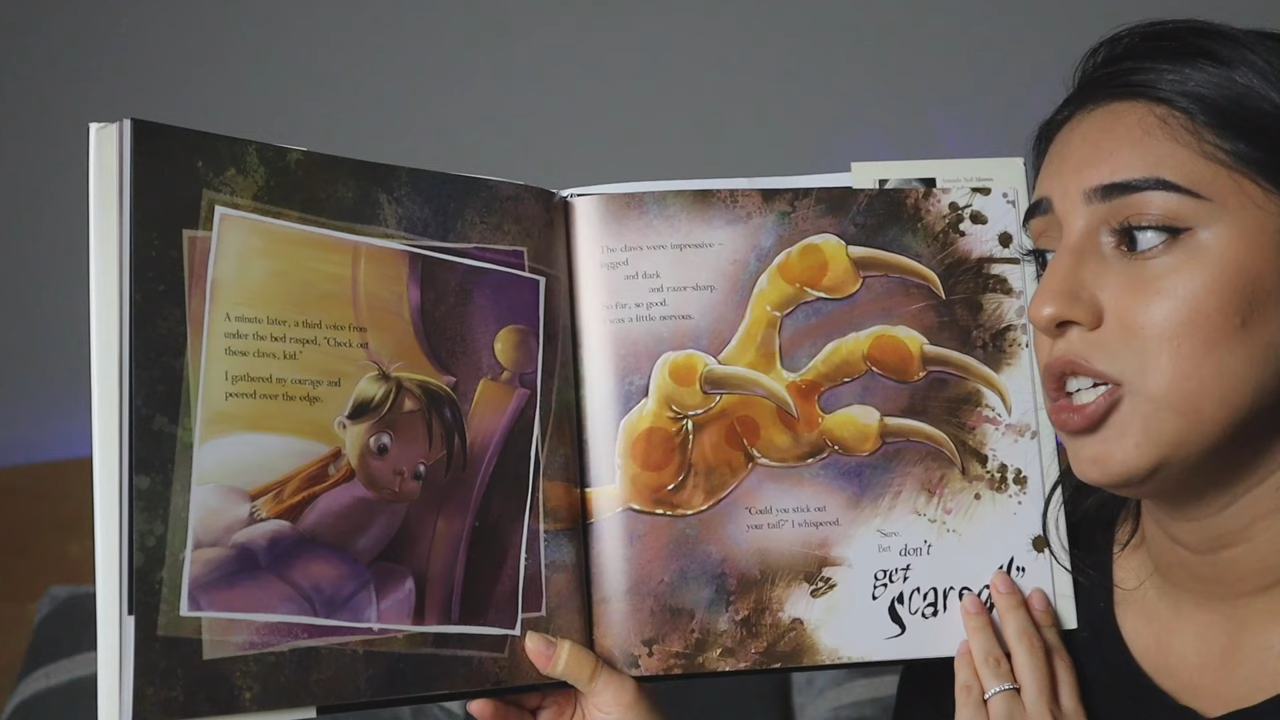 A minute later, a third voice from
under the bed rasped, "Check out
these claws, kid."
I gathered my courage and
peered over the edge.
The claws were impressive –
jagged
and dark
and razor-sharp.
So far, so good.
was a little nervous.
"Could you stick out
your tail?" I whispered.
"Sure.
But don't
get